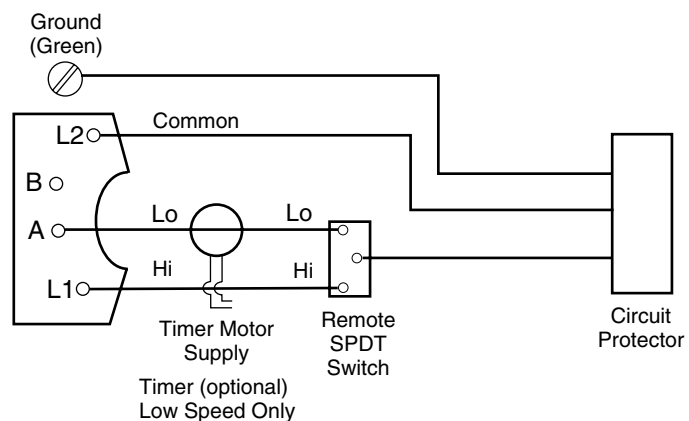 Ground
(Green)
L2
Common
B
A
Lo
Lo
Hi
Hi
L1
Timer Motor
Supply
Timer (optional)
Low Speed Only
Remote
SPDT
Switch
Circuit
Protector